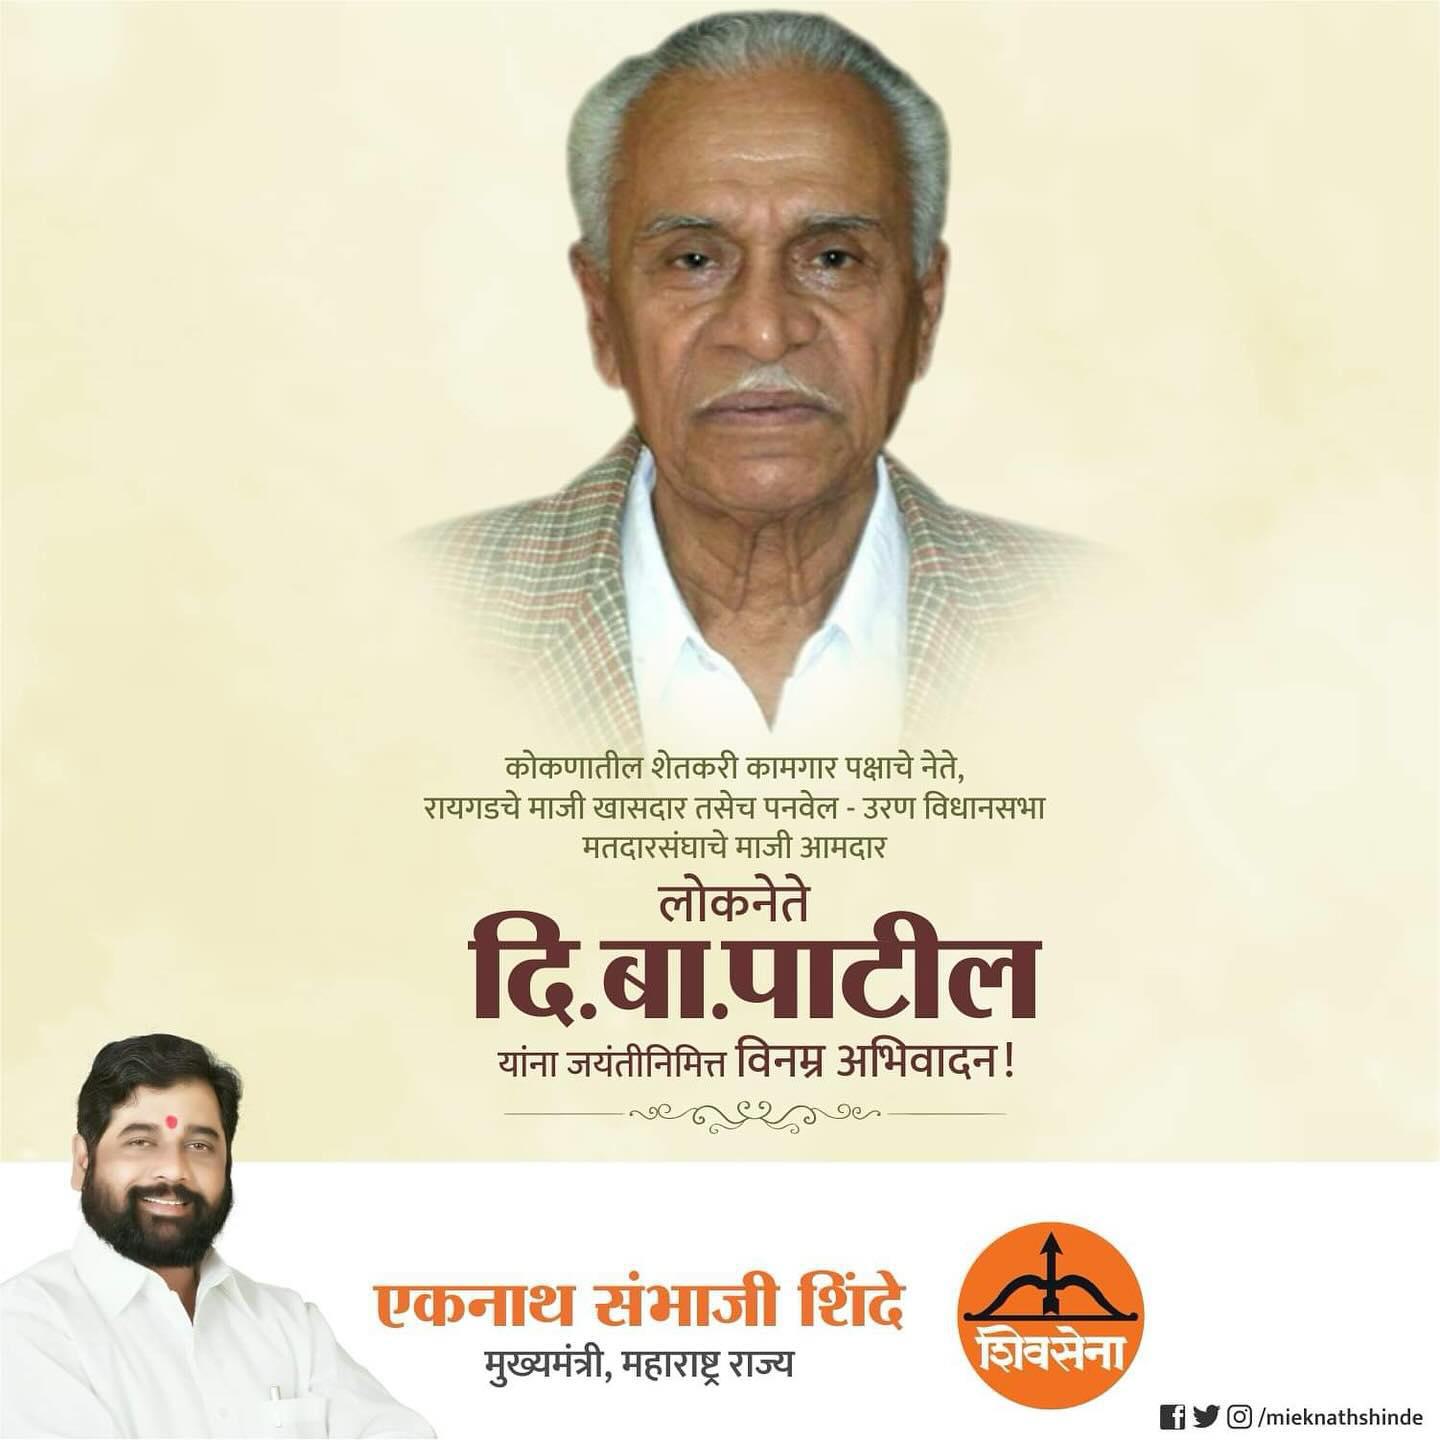 कोकणातील शेतकरी कामगार पक्षाचे नेते,
रायगडचे माजी खासदार तसेच पनवेल - उरण विधानसभा
मतदारसंघाचे माजी आमदार
लोकनेते
दि.बा.पाटील
यांना जयंतीनिमित्त विनम्र अभिवादन!
एकनाथ संभाजी शिंदे
मुख्यमंत्री, महाराष्ट्र राज्य
शिवसेना
/mieknathshinde